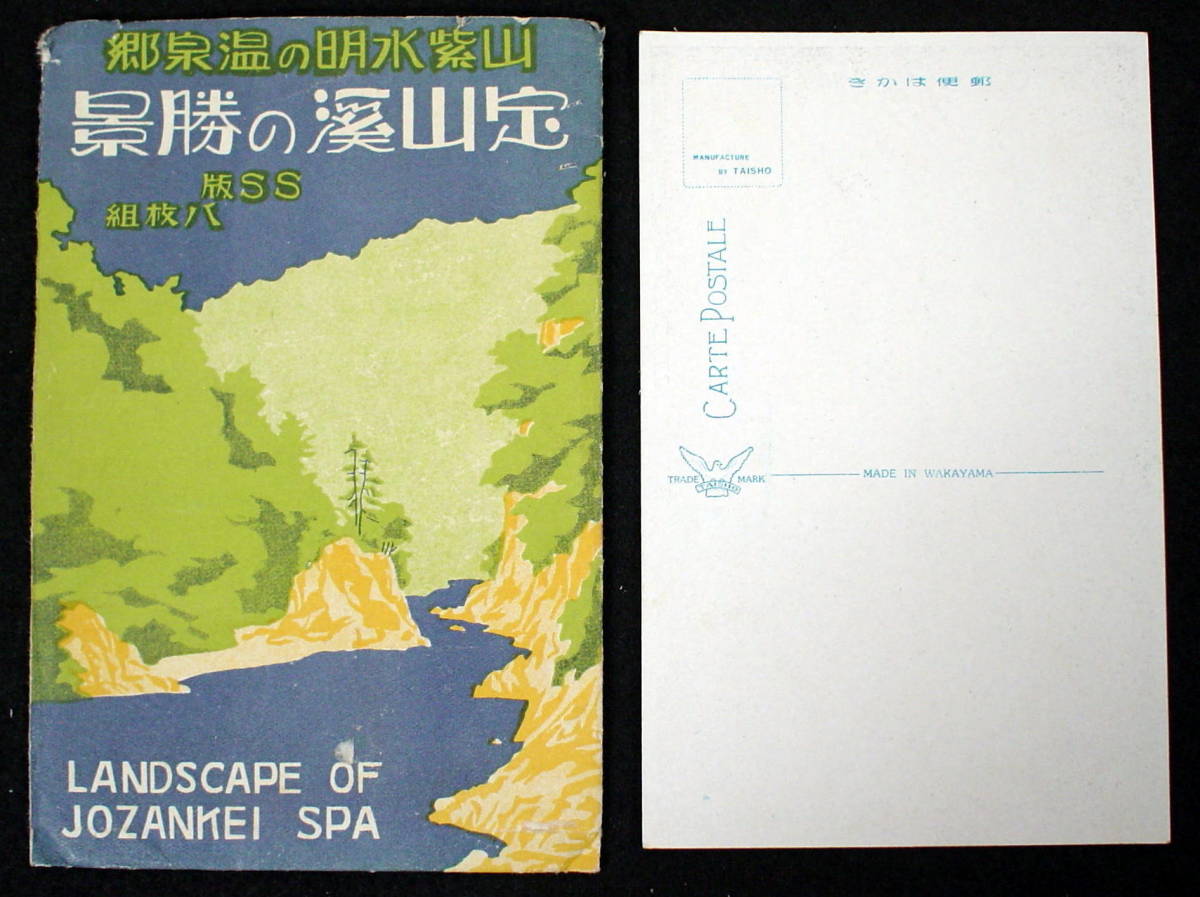 山紫水明の温泉郷
定山溪の勝景
SS版
八枚組
LANDSCAPE OF
JOZANKEI SPA
郵便はかき
MANUFACTURE
BY TAISHO
CARTE POSTALE
TRADE MARK
TAISHO
MADE IN WAKAYAMA